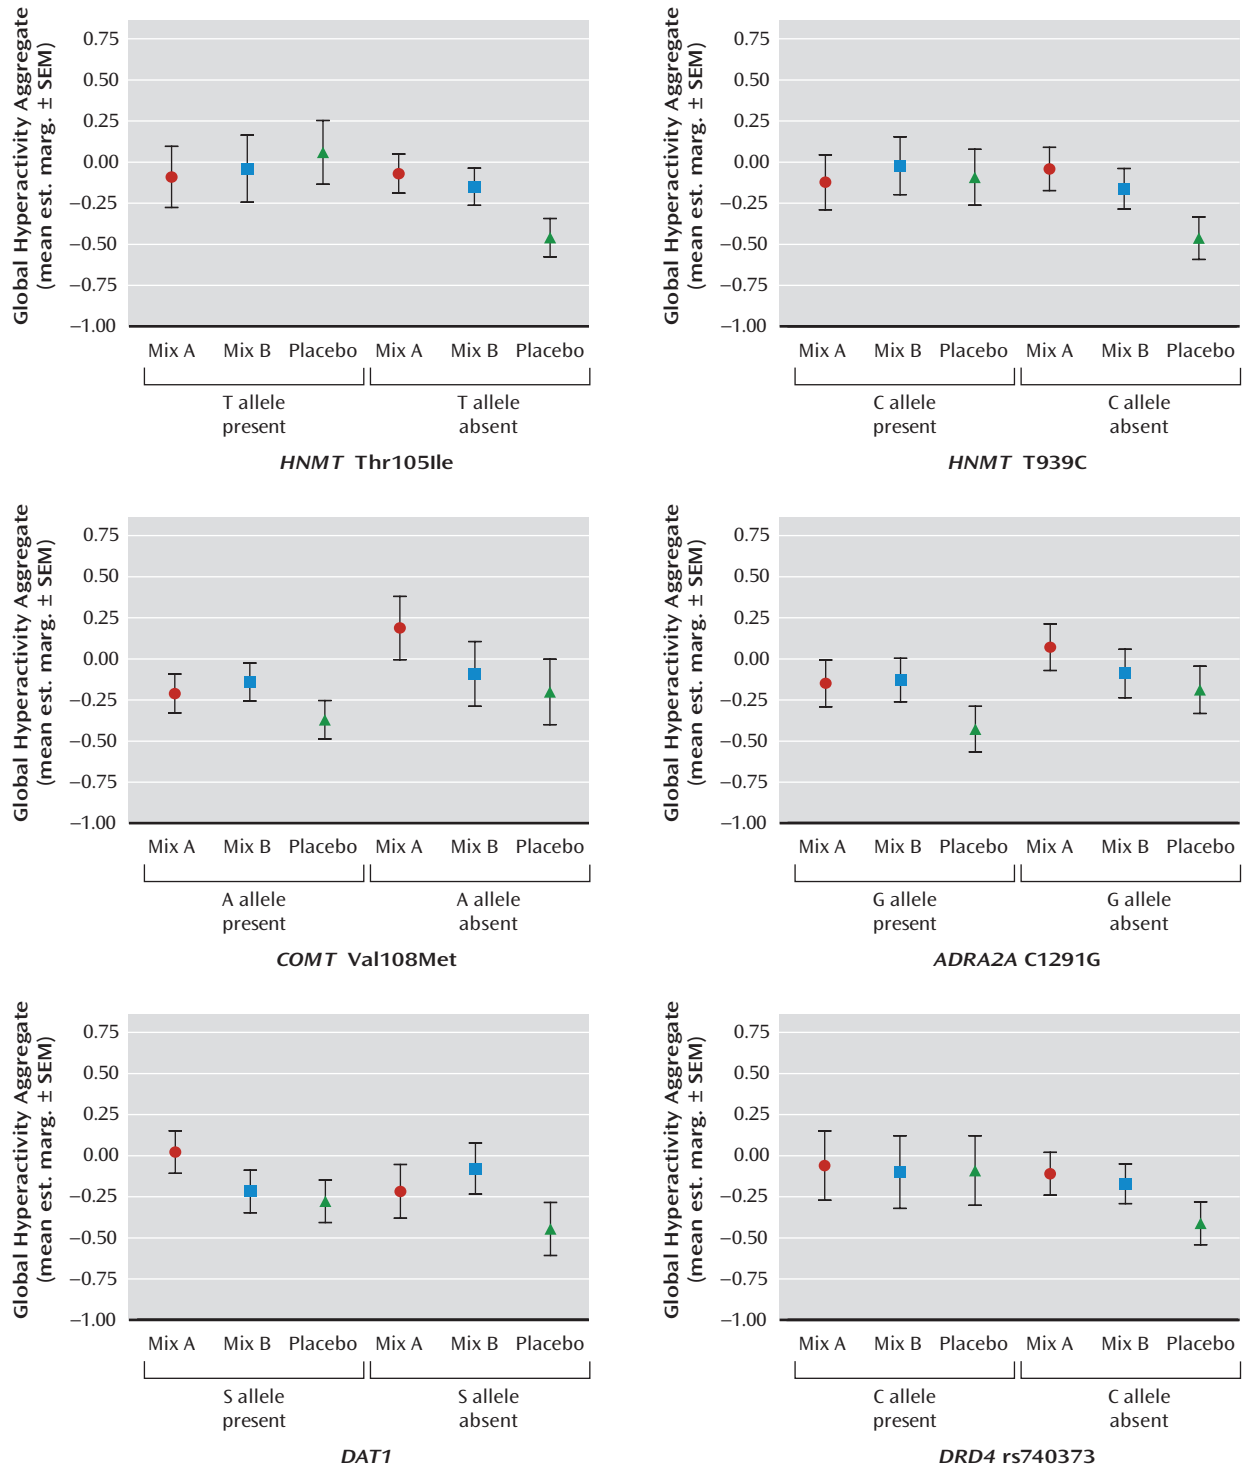 Global Hyperactivity Aggregate
(mean est. marg. ± SEM)
0.75
0.50
0.25
0.00
−0.25
−0.50
−0.75
−1.00
Mix A Mix B Placebo Mix A Mix B Placebo
T allele present
T allele absent
HNMT Thr105Ile
Global Hyperactivity Aggregate
(mean est. marg. ± SEM)
0.75
0.50
0.25
0.00
−0.25
−0.50
−0.75
−1.00
Mix A Mix B Placebo Mix A Mix B Placebo
C allele present
C allele absent
HNMT T939C
Global Hyperactivity Aggregate
(mean est. marg. ± SEM)
0.75
0.50
0.25
0.00
−0.25
−0.50
−0.75
−1.00
Mix A Mix B Placebo Mix A Mix B Placebo
A allele present
A allele absent
COMT Val108Met
Global Hyperactivity Aggregate
(mean est. marg. ± SEM)
0.75
0.50
0.25
0.00
−0.25
−0.50
−0.75
−1.00
Mix A Mix B Placebo Mix A Mix B Placebo
G allele present
G allele absent
ADRA2A C1291G
Global Hyperactivity Aggregate
(mean est. marg. ± SEM)
0.75
0.50
0.25
0.00
−0.25
−0.50
−0.75
−1.00
Mix A Mix B Placebo Mix A Mix B Placebo
S allele present
S allele absent
DAT1
Global Hyperactivity Aggregate
(mean est. marg. ± SEM)
0.75
0.50
0.25
0.00
−0.25
−0.50
−0.75
−1.00
Mix A Mix B Placebo Mix A Mix B Placebo
C allele present
C allele absent
DRD4 rs740373